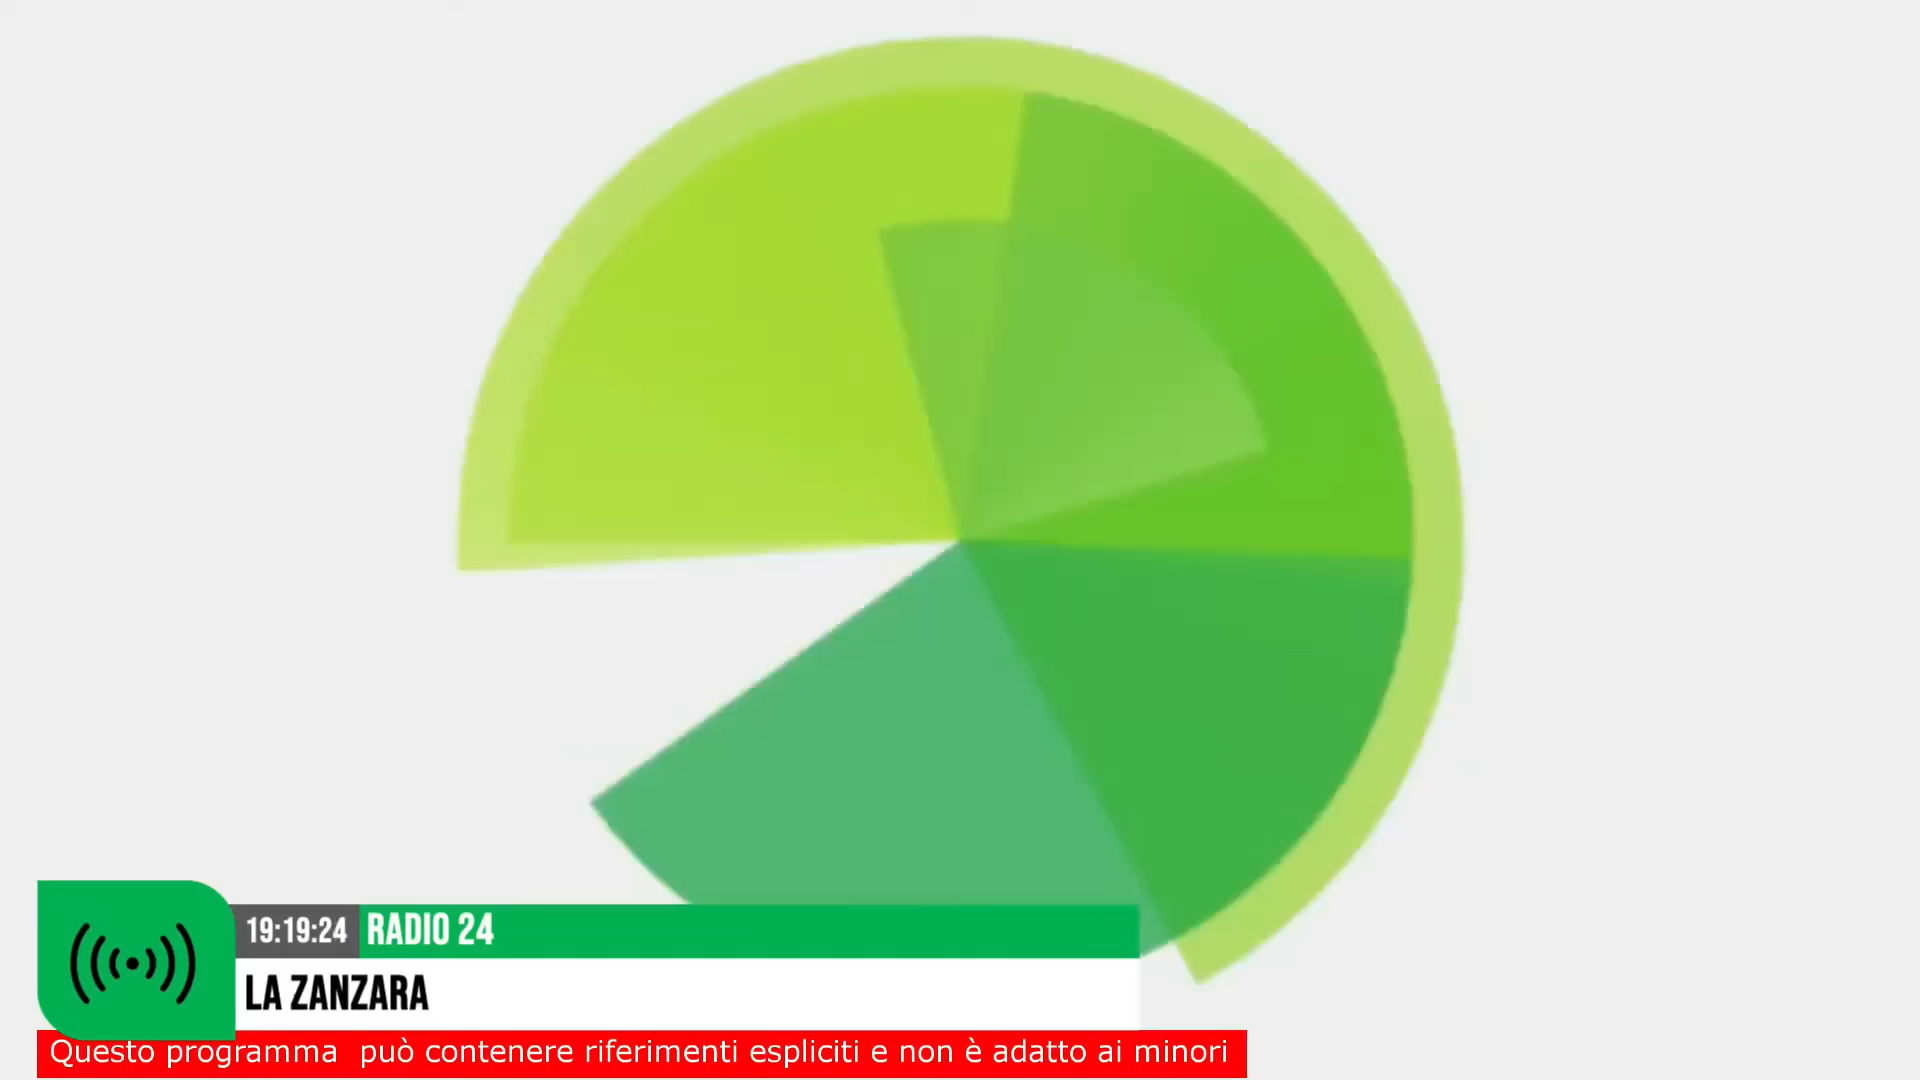 19:19:24 RADIO 24
LA ZANZARA
Questo programma  può contenere riferimenti espliciti e non è adatto ai minori